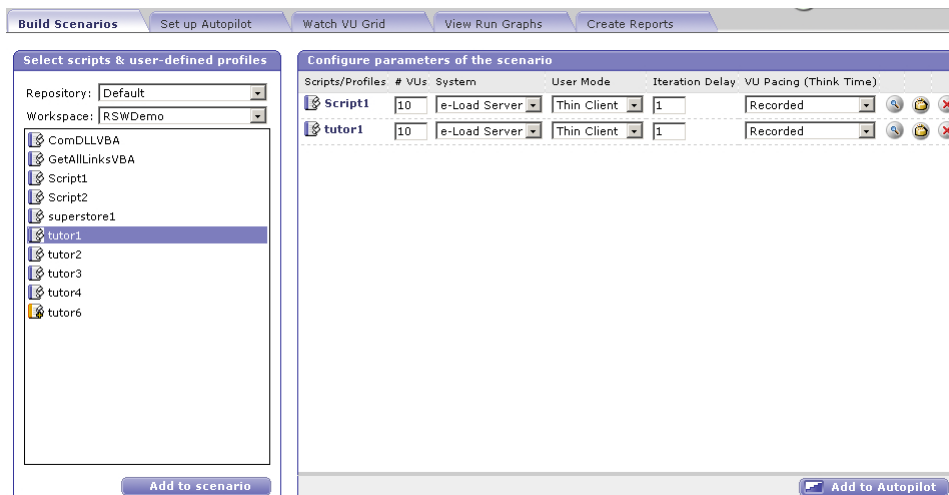 Build Scenarios Set up Autopilot Watch VU Grid View Run Graphs Create Reports
Select scripts & user-defined profiles
Repository: Default
Workspace: RSWDemo
ComDLLVBA
GetAllLinksVBA
Script1
Script2
superstore1
tutor1
tutor2
tutor3
tutor4
tutor6
Add to scenario
Configure parameters of the scenario
Scripts/Profiles # VUs System User Mode Iteration Delay VU Pacing (Think Time)
Script1 10 e-Load Server Thin Client 1 Recorded
tutor1 10 e-Load Server Thin Client 1 Recorded
Add to Autopilot